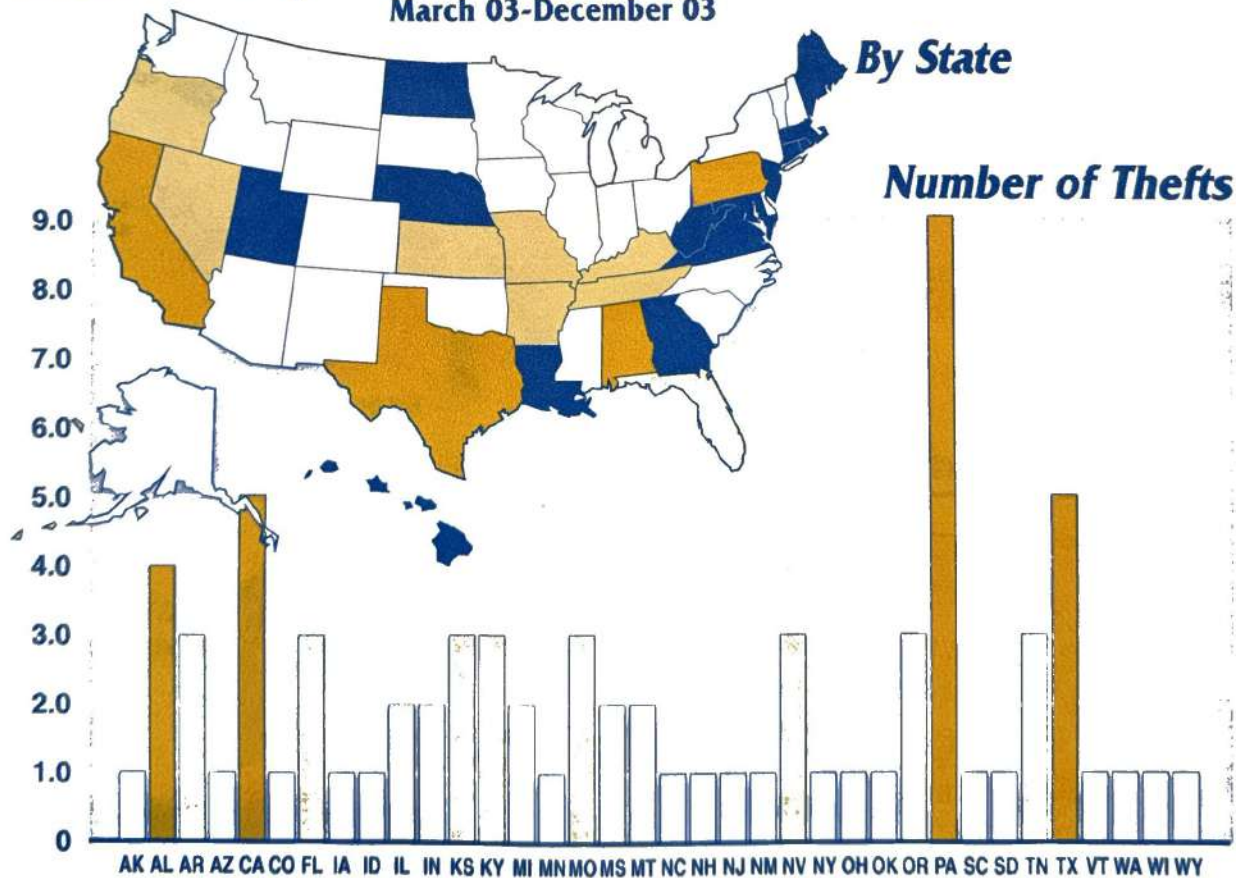 March 03-December 03
By State
Number of Thefts
9.0
8.0
7.0
6.0
5.0
4.0
3.0
2.0
1.0
0
AK AL AR AZ CA CO FL IA ID IL IN KS KY MI MN MO MS MT NC NH NJ NM NV NY OH OK OR PA SC SD TN TX VT WA WI WY